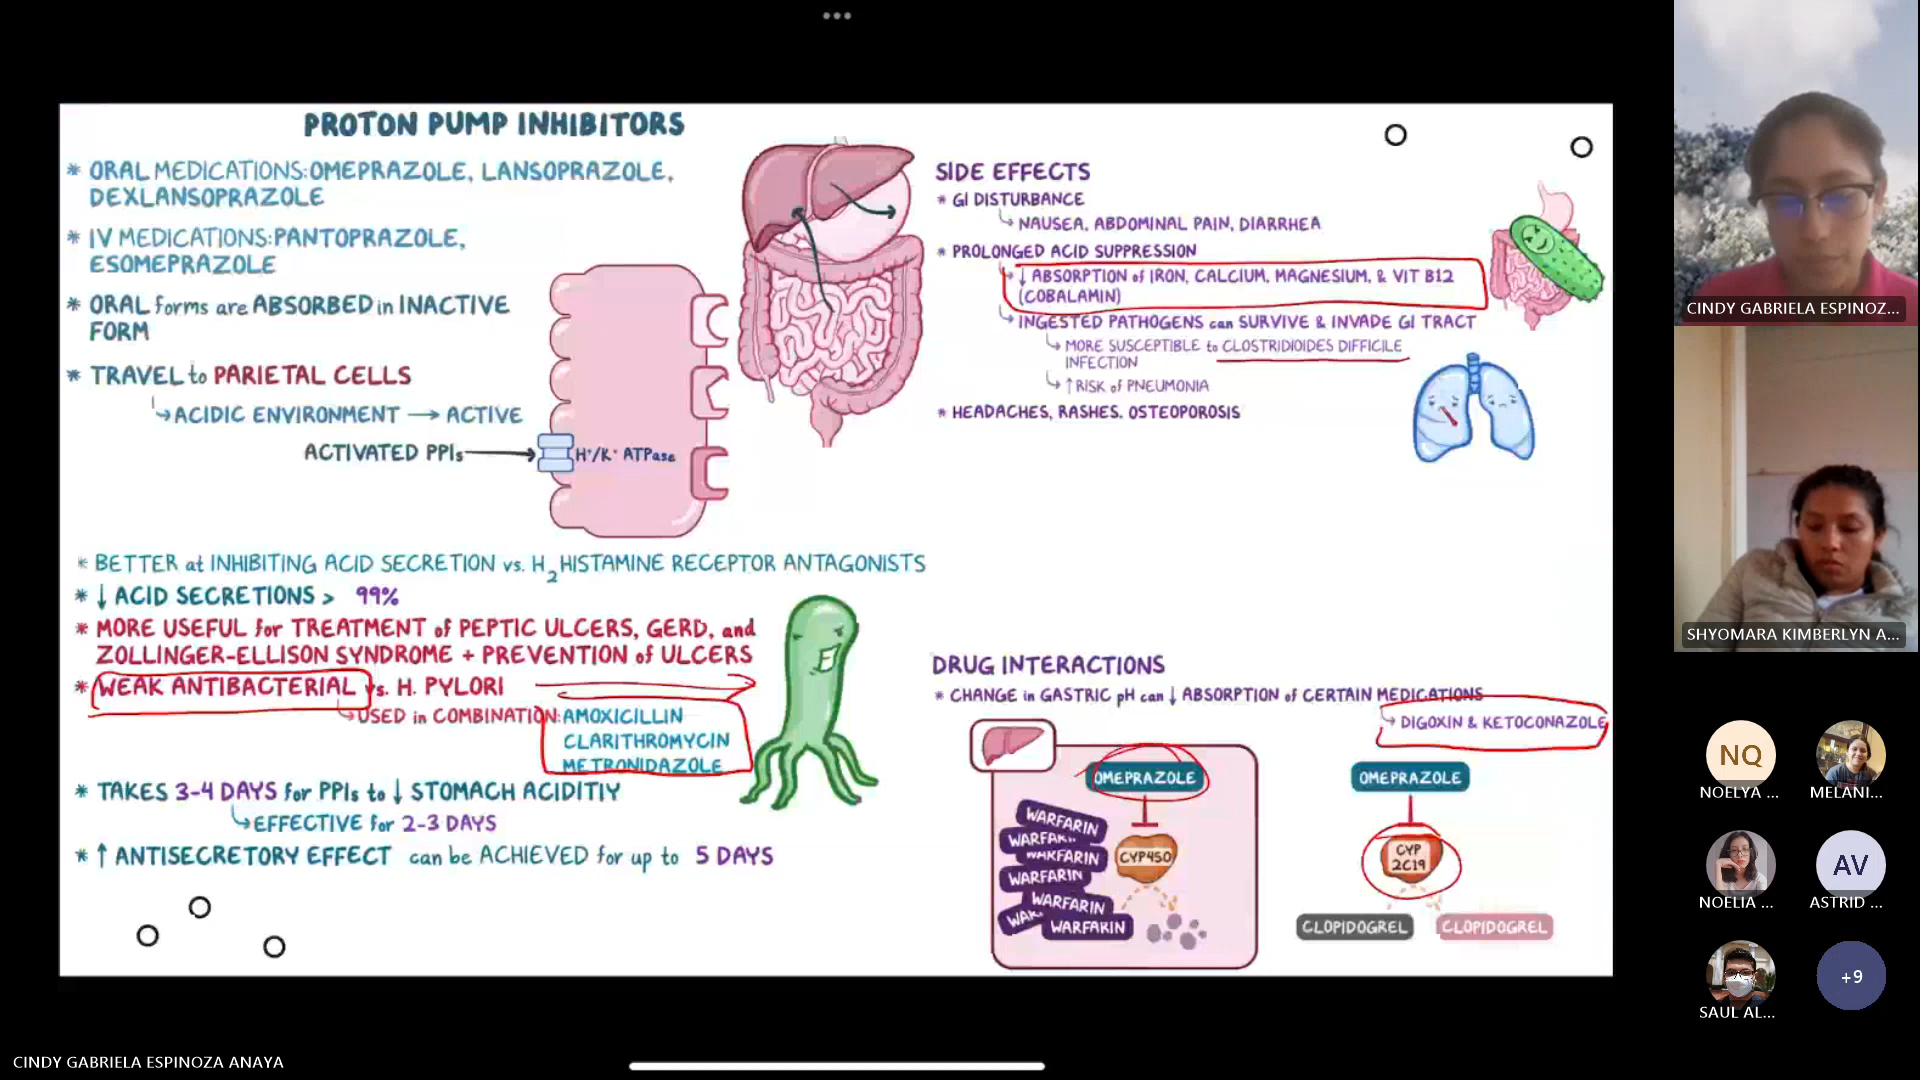 PROTON PUMP INHIBITORS
* ORAL MEDICATIONS: OMEPRAZOLE, LANSOPRAZOLE,
DEXLANSOPRAZOLE
* IV MEDICATIONS: PANTOPRAZOLE,
ESOMEPRAZOLE
* ORAL forms are ABSORBED in INACTIVE
FORM
* TRAVEL to PARIETAL CELLS
↳ ACIDIC ENVIRONMENT → ACTIVE
ACTIVATED PPIs → H⁺/K⁺ ATPase
* BETTER at INHIBITING ACID SECRETION vs. H₂ HISTAMINE RECEPTOR ANTAGONISTS
* ↓ ACID SECRETIONS > 99%
* MORE USEFUL for TREATMENT of PEPTIC ULCERS, GERD, and
ZOLLINGER-ELLISON SYNDROME + PREVENTION of ULCERS
* WEAK ANTIBACTERIAL vs. H. PYLORI
↳ USED in COMBINATION: AMOXICILLIN
CLARITHROMYCIN
METRONIDAZOLE
* TAKES 3-4 DAYS for PPIs to ↓ STOMACH ACIDITIY
↳ EFFECTIVE for 2-3 DAYS
* ↑ ANTISECRETORY EFFECT can be ACHIEVED for up to 5 DAYS
SIDE EFFECTS
* GI DISTURBANCE
↳ NAUSEA, ABDOMINAL PAIN, DIARRHEA
* PROLONGED ACID SUPPRESSION
↳ ↓ ABSORPTION of IRON, CALCIUM, MAGNESIUM, & VIT B12
(COBALAMIN)
↳ INGESTED PATHOGENS can SURVIVE & INVADE GI TRACT
↳ MORE SUSCEPTIBLE to CLOSTRIDIOIDES DIFFICILE
INFECTION
↳ ↑ RISK of PNEUMONIA
* HEADACHES, RASHES, OSTEOPOROSIS
DRUG INTERACTIONS
* CHANGE in GASTRIC pH can ↓ ABSORPTION of CERTAIN MEDICATIONS
↳ DIGOXIN & KETOCONAZOLE
OMEPRAZOLE
WARFARIN
WARFARIN
WARFARIN
WARFARIN
WARFARIN
WARFARIN
CYP450
OMEPRAZOLE
CYP
2C19
CLOPIDOGREL
CLOPIDOGREL
CINDY GABRIELA ESPINOZ...
SHYOMARA KIMBERLYN A...
NQ
NOELYA ...
MELANI...
NOELIA ...
AV
ASTRID ...
SAUL AL...
+9
CINDY GABRIELA ESPINOZA ANAYA